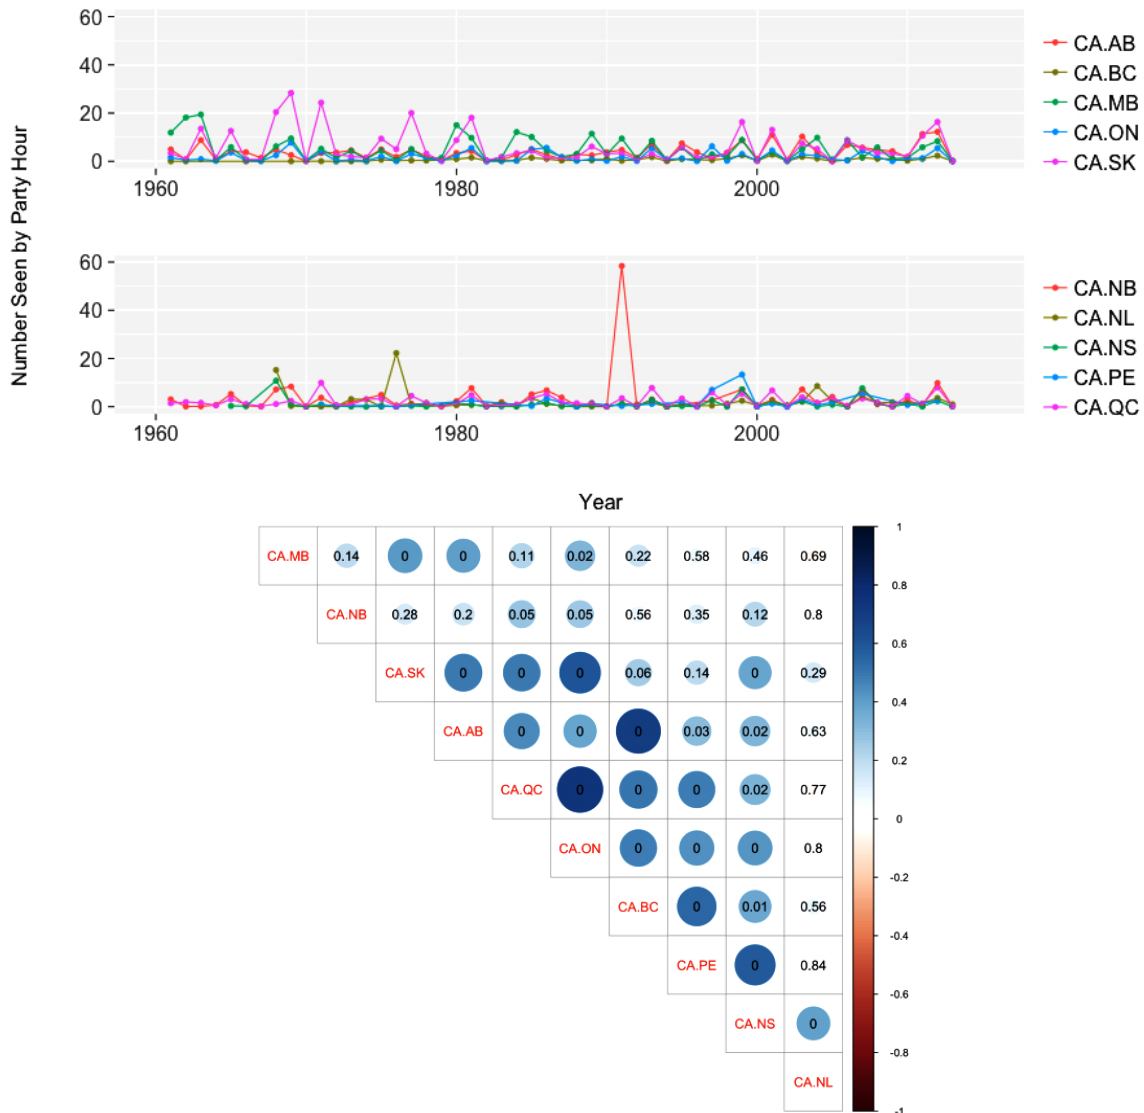 Number Seen by Party Hour
60
40
20
0
1960 1980 2000
CA.AB
CA.BC
CA.MB
CA.ON
CA.SK
60
40
20
0
1960 1980 2000
CA.NB
CA.NL
CA.NS
CA.PE
CA.QC
Year
CA.MB 0.14 0 0 0.11 0.02 0.22 0.58 0.46 0.69
CA.NB 0.28 0.2 0.05 0.05 0.56 0.35 0.12 0.8
CA.SK 0 0 0 0.06 0.14 0 0.29
CA.AB 0 0 0 0.03 0.02 0.63
CA.QC 0 0 0 0.02 0.77
CA.ON 0 0 0 0.8
CA.BC 0 0.01 0.56
CA.PE 0 0.84
CA.NS 0
CA.NL
1
0.8
0.6
0.4
0.2
0
-0.2
-0.4
-0.6
-0.8
-1